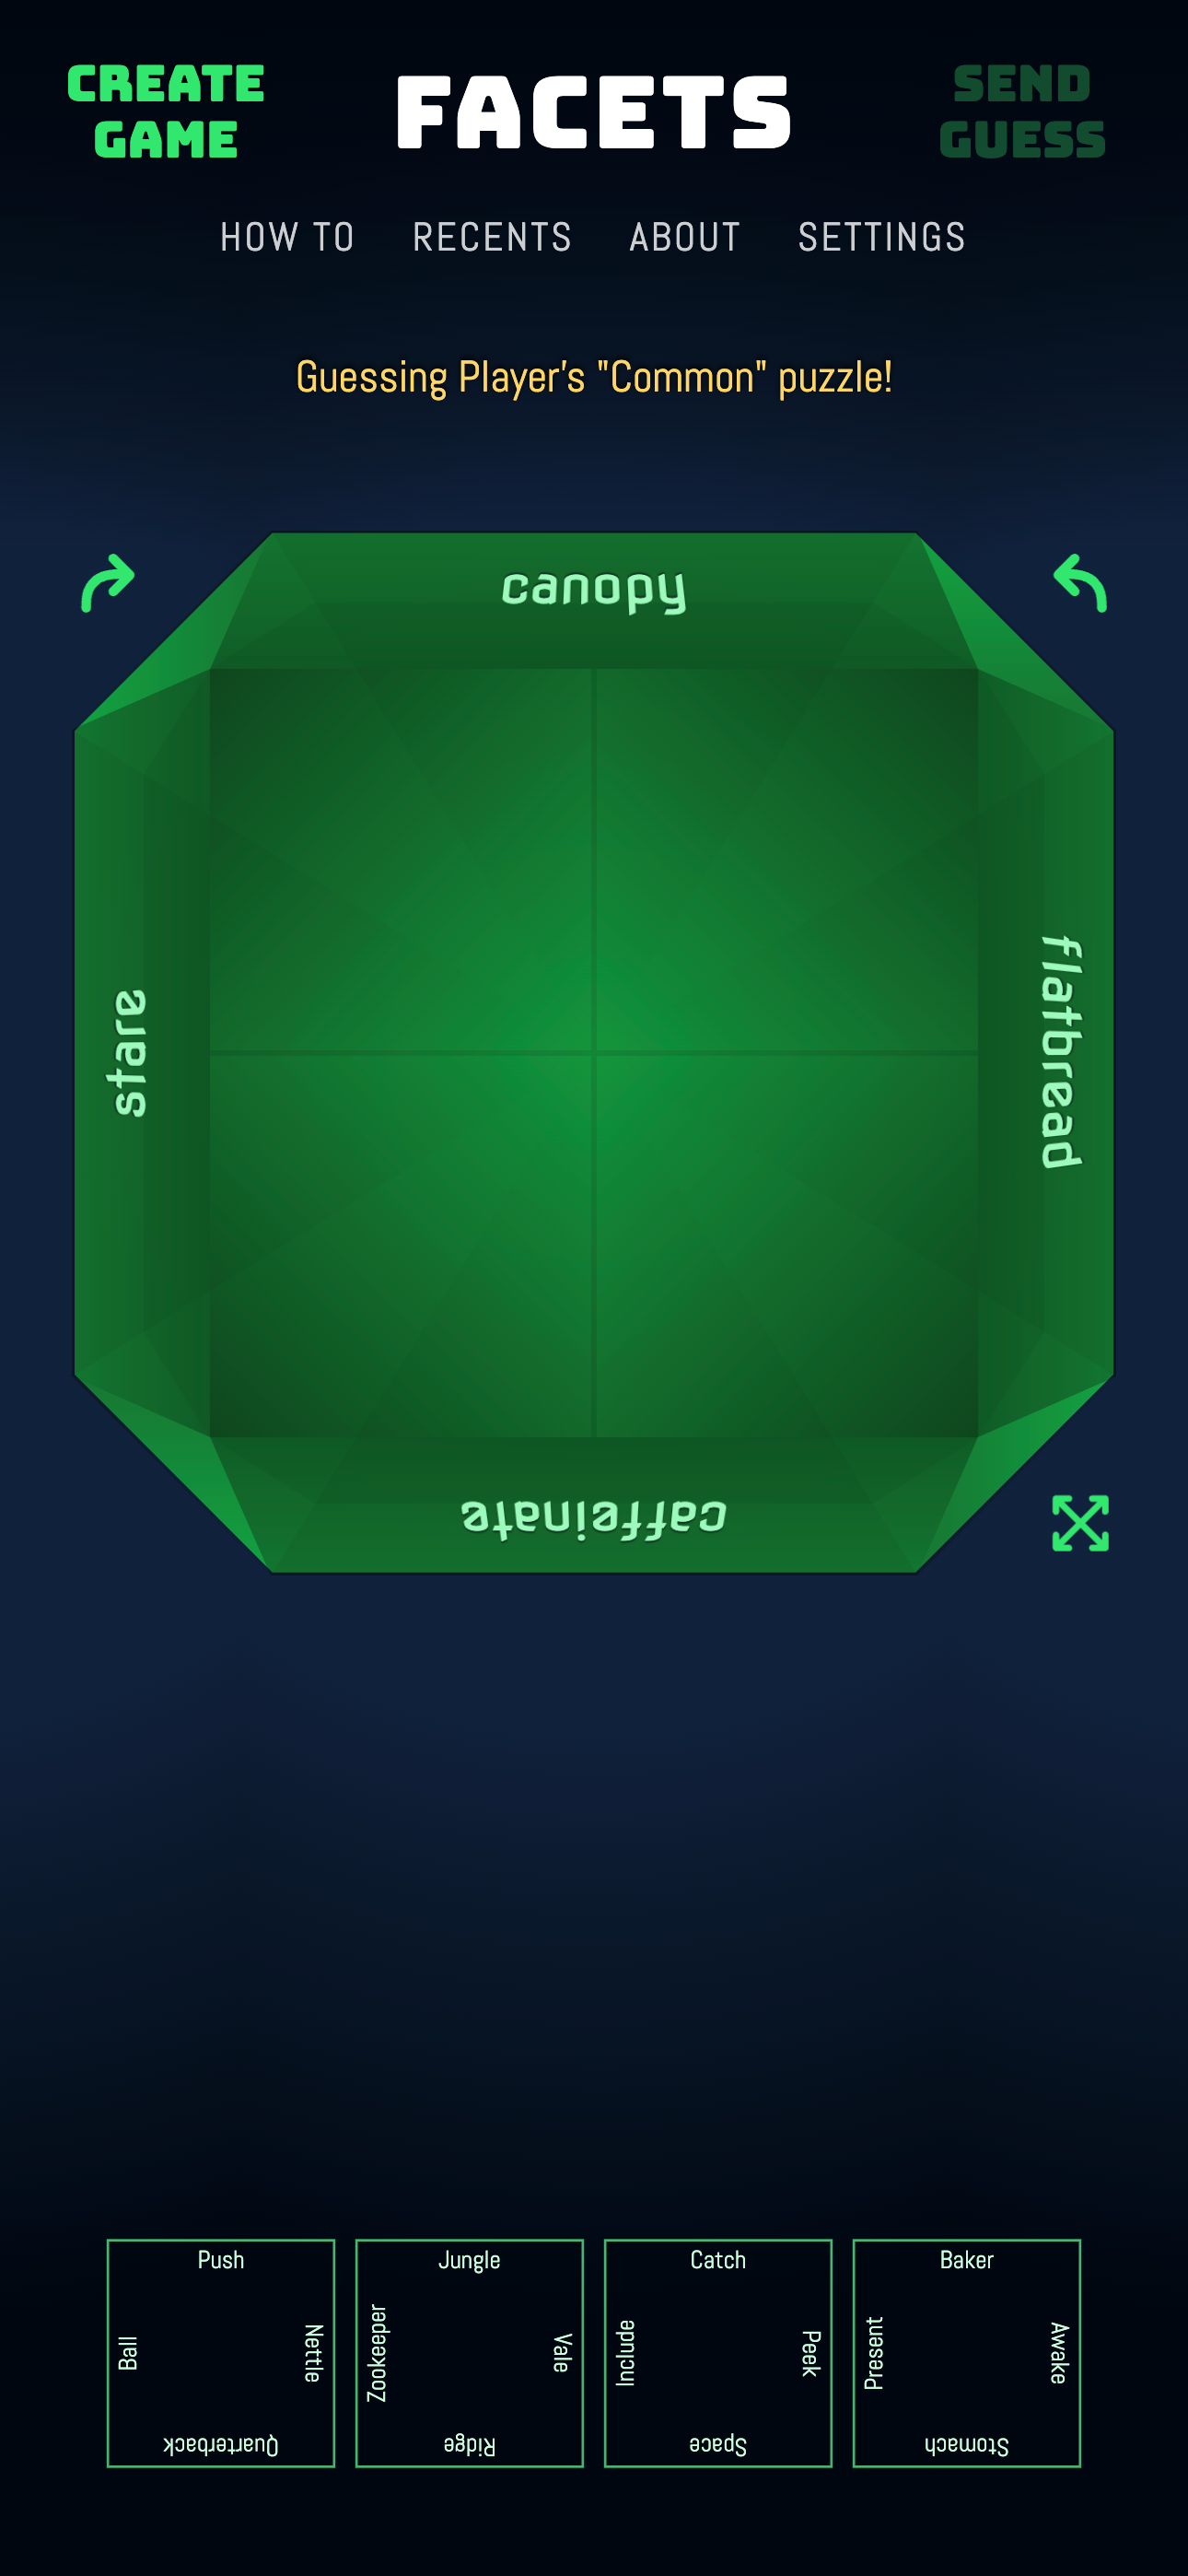 CREATE
GAME
FACETS
SEND
GUESS
HOW TO
RECENTS
ABOUT
SETTINGS
Guessing Player's "Common" puzzle!
canopy
stare
flatbread
caffeinate
Push
Ball
Nettle
Quarterback
Jungle
Zookeeper
Vale
Ridge
Catch
Include
Peek
Space
Baker
Present
Awake
Stomach